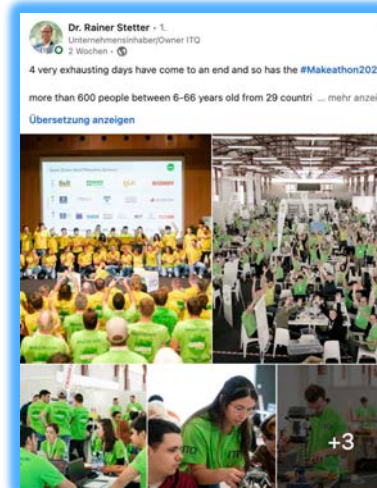 Dr. Rainer Stetter • 1.
Unternehmensinhaber/Owner ITQ
2 Wochen •
4 very exhausting days have come to an end and so has the #Makeathon202
more than 600 people between 6–66 years old from 29 countri ... mehr anzei
Übersetzung anzeigen
ITQ
+3